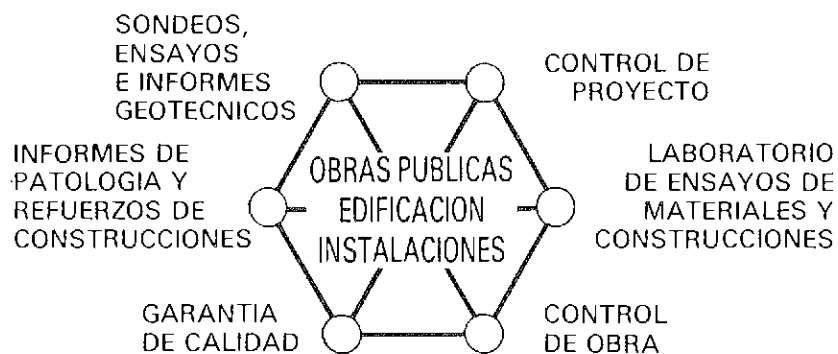 SONDEOS,
ENSAYOS
E INFORMES
GEOTECNICOS
CONTROL DE
PROYECTO
INFORMES DE
PATOLOGIA Y
REFUERZOS DE
CONSTRUCCIONES
OBRAS PUBLICAS
EDIFICACION
INSTALACIONES
LABORATORIO
DE ENSAYOS DE
MATERIALES Y
CONSTRUCCIONES
GARANTIA
DE CALIDAD
CONTROL
DE OBRA